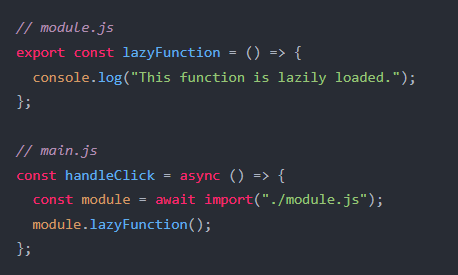 // module.js
export const lazyFunction = () => {
  console.log("This function is lazily loaded.");
};

// main.js
const handleClick = async () => {
  const module = await import("./module.js");
  module.lazyFunction();
};